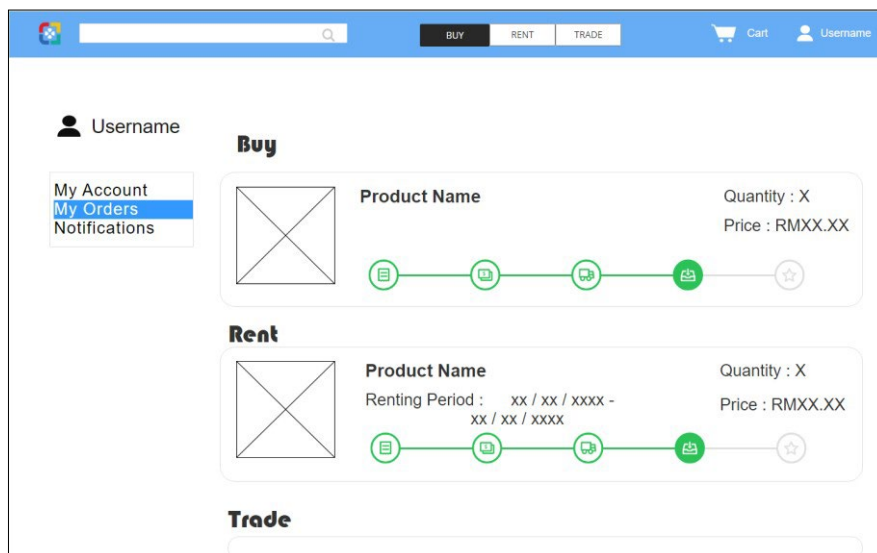 BUY RENT TRADE Cart Username
Username
My Account
My Orders
Notifications
Buy
Product Name
Quantity : X
Price : RMXX.XX
Rent
Product Name
Quantity : X
Renting Period : xx / xx / xxxx -
xx / xx / xxxx
Price : RMXX.XX
Trade